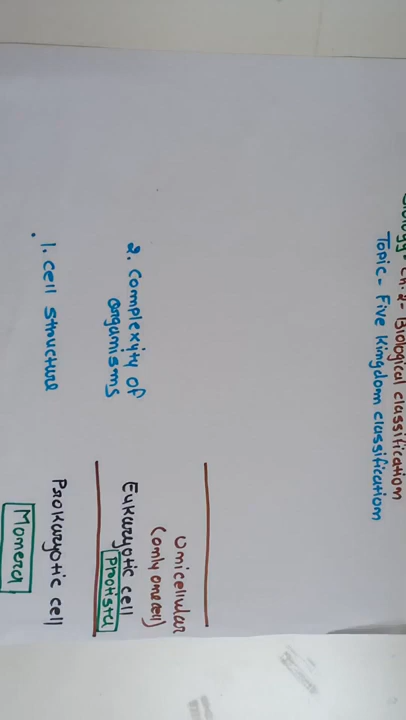 Biology- Ch. 2- Biological classification
Topic- Five Kingdom classification
Unicellular
(only one cell)
2. Complexity of
organisms
Eukaryotic cell
Protista
1. cell structure
Prokaryotic cell
Monera